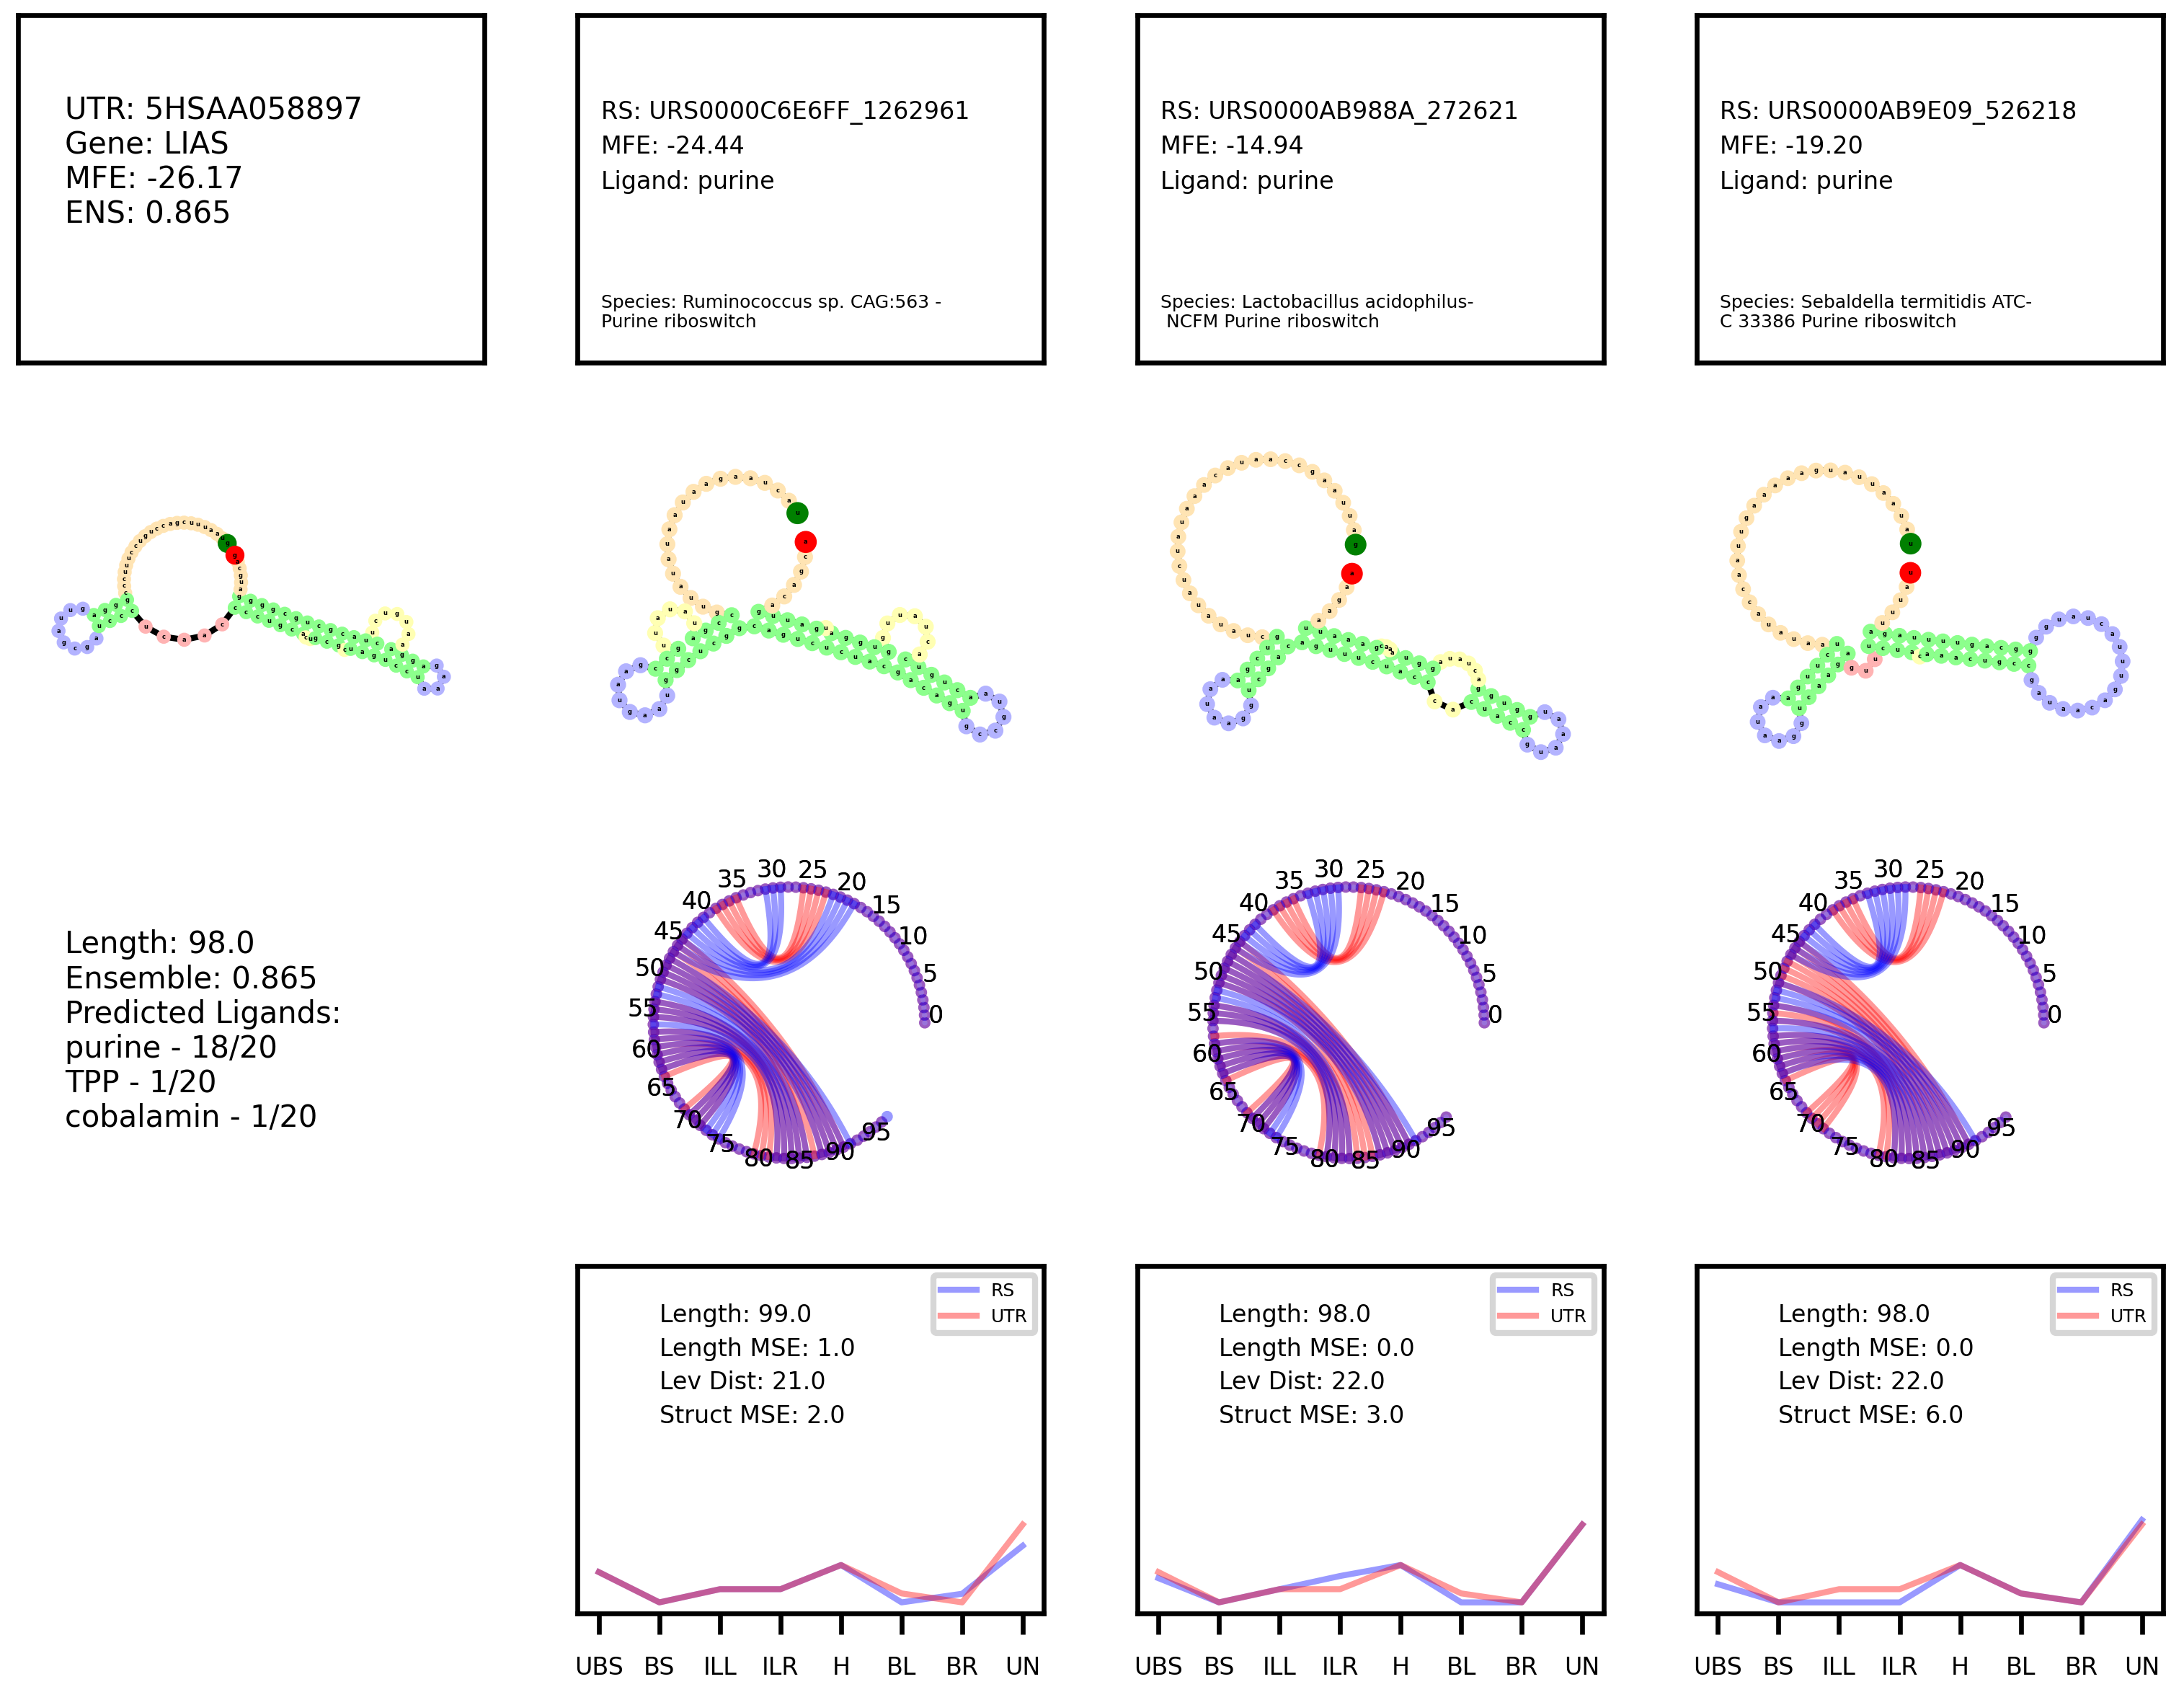 UTR: 5HSAA058897
Gene: LIAS
MFE: -26.17
ENS: 0.865
RS: URS0000C6E6FF_1262961
MFE: -24.44
Ligand: purine
Species: Ruminococcus sp. CAG:563 -
Purine riboswitch
RS: URS0000AB988A_272621
MFE: -14.94
Ligand: purine
Species: Lactobacillus acidophilus-
NCFM Purine riboswitch
RS: URS0000AB9E09_526218
MFE: -19.20
Ligand: purine
Species: Sebaldella termitidis ATC-
C 33386 Purine riboswitch
Length: 98.0
Ensemble: 0.865
Predicted Ligands:
purine - 18/20
TPP - 1/20
cobalamin - 1/20
0
5
10
15
20
25
30
35
40
45
50
55
60
65
70
75
80
85
90
95
0
5
10
15
20
25
30
35
40
45
50
55
60
65
70
75
80
85
90
95
0
5
10
15
20
25
30
35
40
45
50
55
60
65
70
75
80
85
90
95
RS
UTR
Length: 99.0
Length MSE: 1.0
Lev Dist: 21.0
Struct MSE: 2.0
UBS BS ILL ILR H BL BR UN
RS
UTR
Length: 98.0
Length MSE: 0.0
Lev Dist: 22.0
Struct MSE: 3.0
UBS BS ILL ILR H BL BR UN
RS
UTR
Length: 98.0
Length MSE: 0.0
Lev Dist: 22.0
Struct MSE: 6.0
UBS BS ILL ILR H BL BR UN